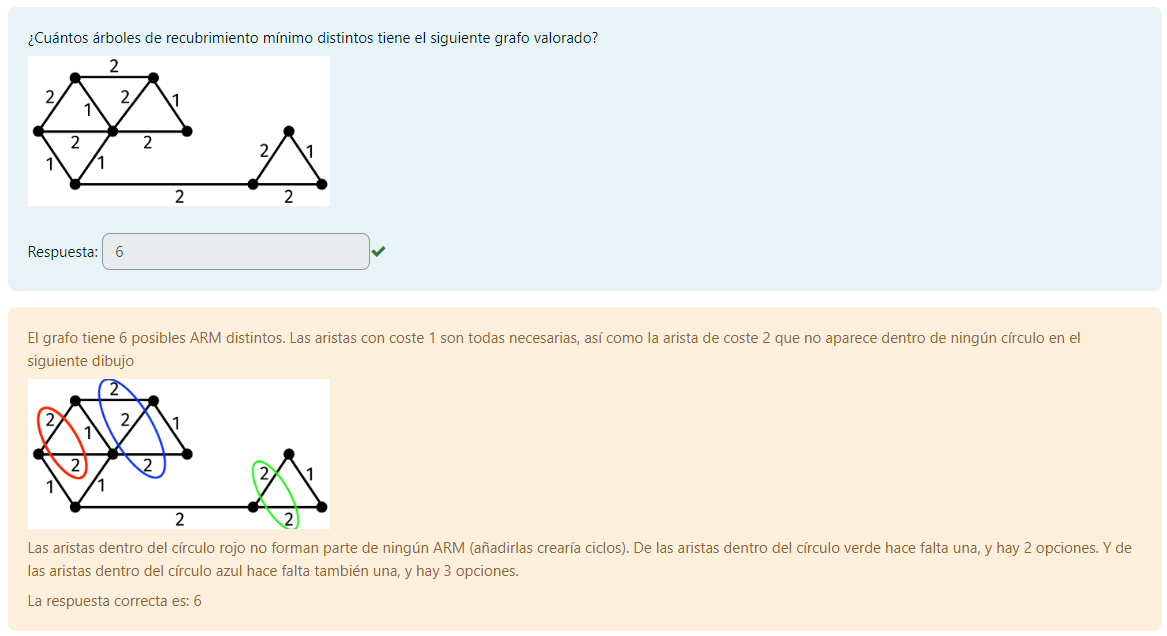 ¿Cuántos árboles de recubrimiento mínimo distintos tiene el siguiente grafo valorado?
2
2 2 1
1
2 2
2 1
1 1
2 2
Respuesta: 6
El grafo tiene 6 posibles ARM distintos. Las aristas con coste 1 son todas necesarias, así como la arista de coste 2 que no aparece dentro de ningún círculo en el
siguiente dibujo
2
2 2 1
1
2 2
2 1
1 1
2 2
Las aristas dentro del círculo rojo no forman parte de ningún ARM (añadirlas crearía ciclos). De las aristas dentro del círculo verde hace falta una, y hay 2 opciones. Y de
las aristas dentro del círculo azul hace falta también una, y hay 3 opciones.
La respuesta correcta es: 6